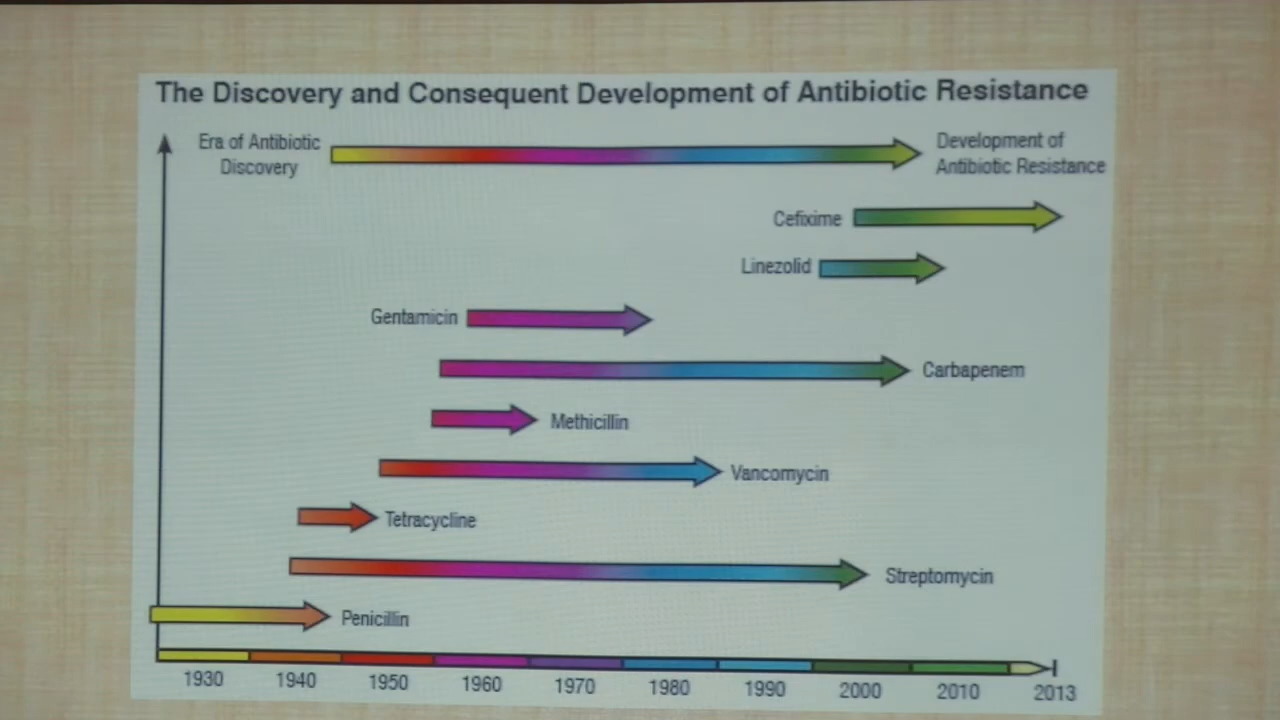 The Discovery and Consequent Development of Antibiotic Resistance
Era of Antibiotic
Discovery
Development of
Antibiotic Resistance
Cefixime
Linezolid
Gentamicin
Carbapenem
Methicillin
Vancomycin
Tetracycline
Streptomycin
Penicillin
1930 1940 1950 1960 1970 1980 1990 2000 2010 2013